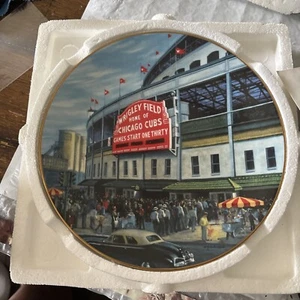 WRIGLEY FIELD
HOME OF
CHICAGO CUBS
GAMES START ONE THIRTY